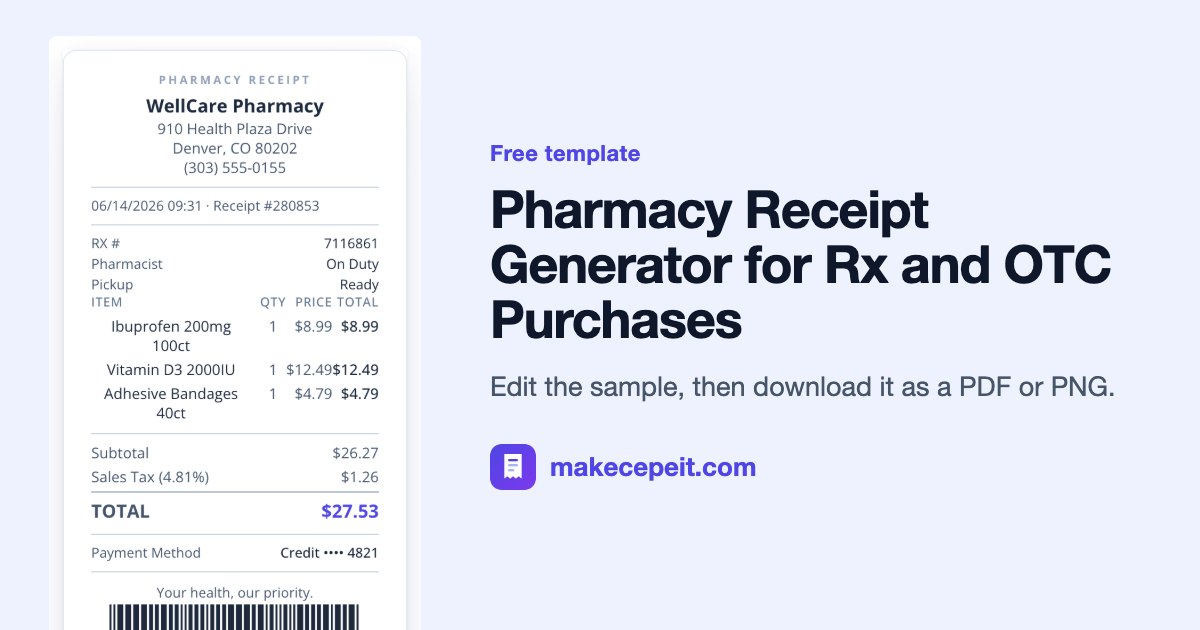 PHARMACY RECEIPT
WellCare Pharmacy
910 Health Plaza Drive
Denver, CO 80202
(303) 555-0155
06/14/2026 09:31 · Receipt #280853
RX # 7116861
Pharmacist On Duty
Pickup Ready
ITEM QTY PRICE TOTAL
Ibuprofen 200mg 1 $8.99 $8.99
100ct
Vitamin D3 2000IU 1 $12.49 $12.49
Adhesive Bandages 1 $4.79 $4.79
40ct
Subtotal $26.27
Sales Tax (4.81%) $1.26
TOTAL $27.53
Payment Method Credit •••• 4821
Your health, our priority.
Free template
Pharmacy Receipt
Generator for Rx and OTC
Purchases
Edit the sample, then download it as a PDF or PNG.
makecepeit.com